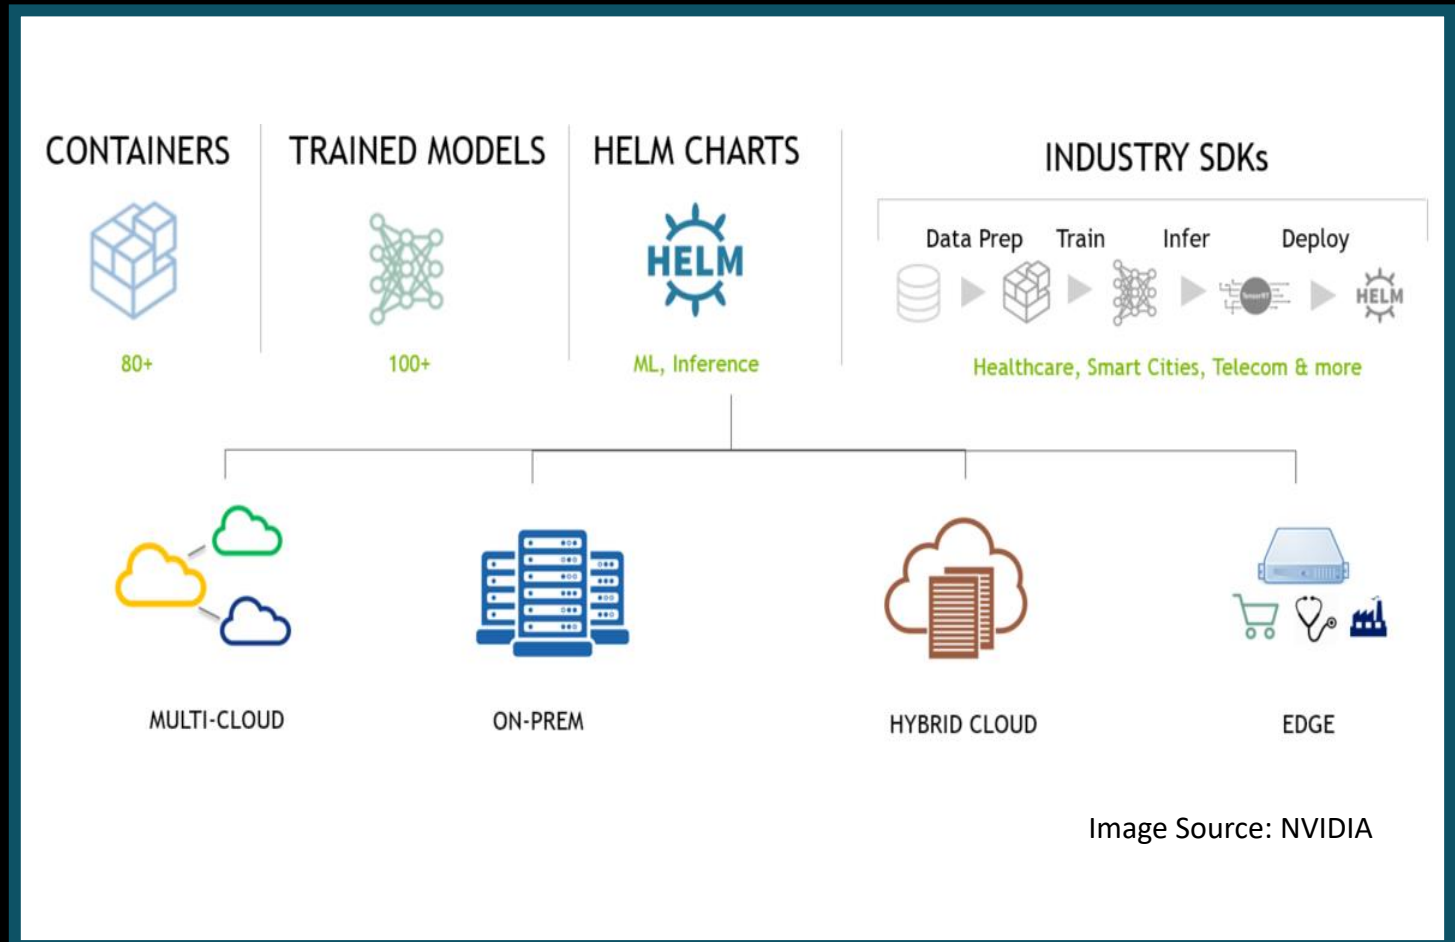 CONTAINERS
TRAINED MODELS
HELM CHARTS
INDUSTRY SDKs
Data Prep
Train
Infer
Deploy
HELM
TensorRT
HELM
80+
100+
ML, Inference
Healthcare, Smart Cities, Telecom & more
MULTI-CLOUD
ON-PREM
HYBRID CLOUD
EDGE
Image Source: NVIDIA